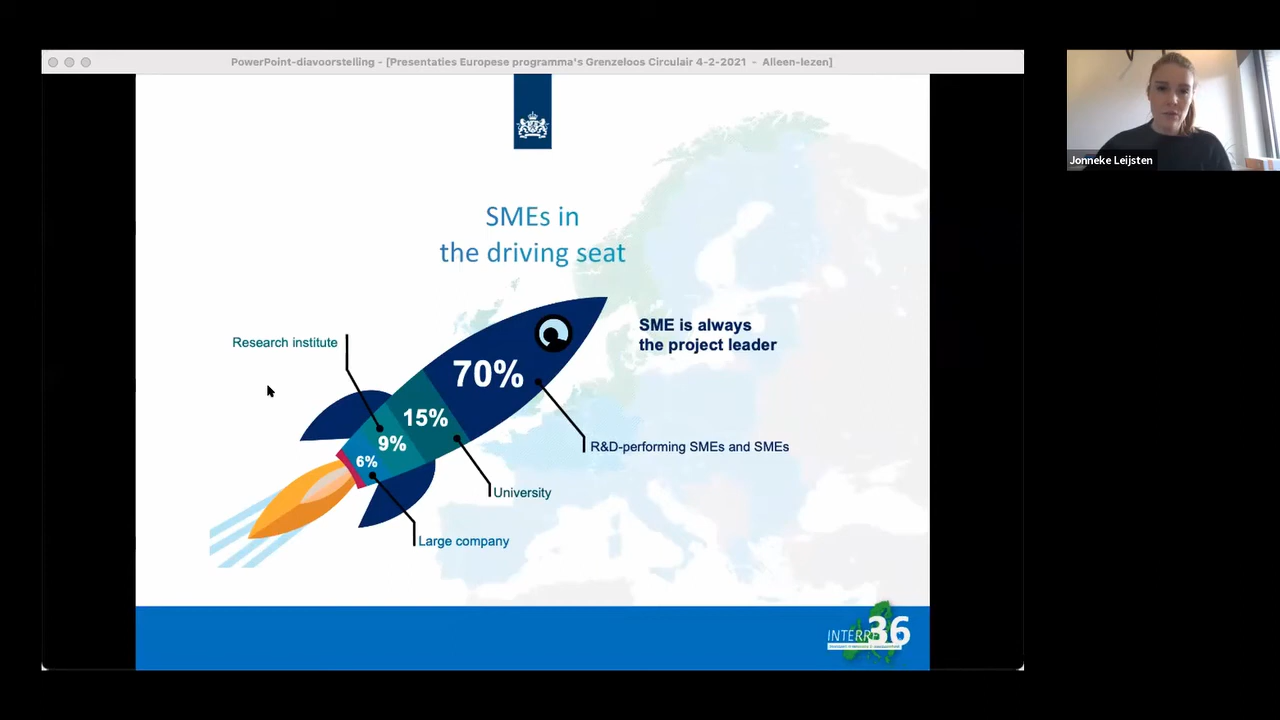 PowerPoint-diavoorstelling - [Presentaties Europese programma's Grenzeloos Circulair 4-2-2021 - Alleen-lezen]
Jonneke Leijsten
SMEs in
the driving seat
SME is always
the project leader
Research institute
70%
15%
9%
6%
R&D-performing SMEs and SMEs
University
Large company
INTERRE
36